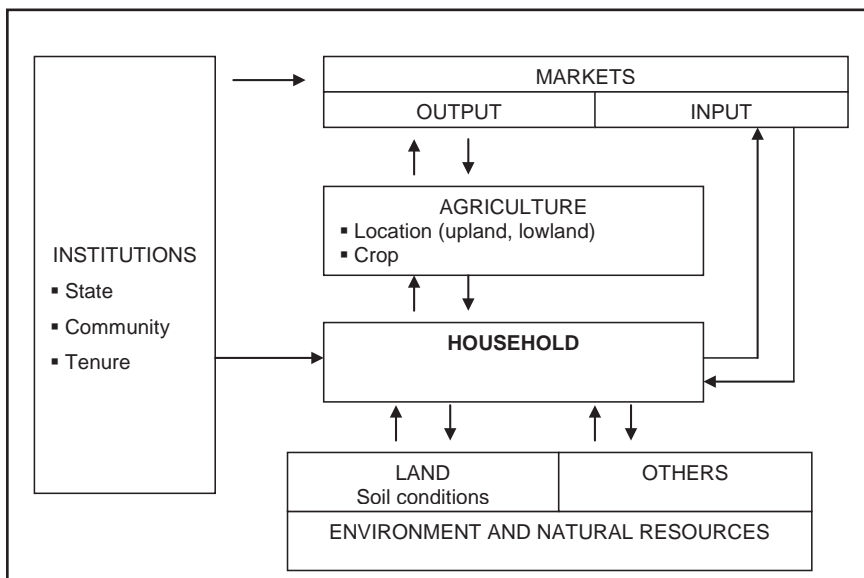 MARKETS
OUTPUT
INPUT
AGRICULTURE
▪ Location (upland, lowland)
▪ Crop
INSTITUTIONS
▪ State
▪ Community
▪ Tenure
HOUSEHOLD
LAND
Soil conditions
OTHERS
ENVIRONMENT AND NATURAL RESOURCES